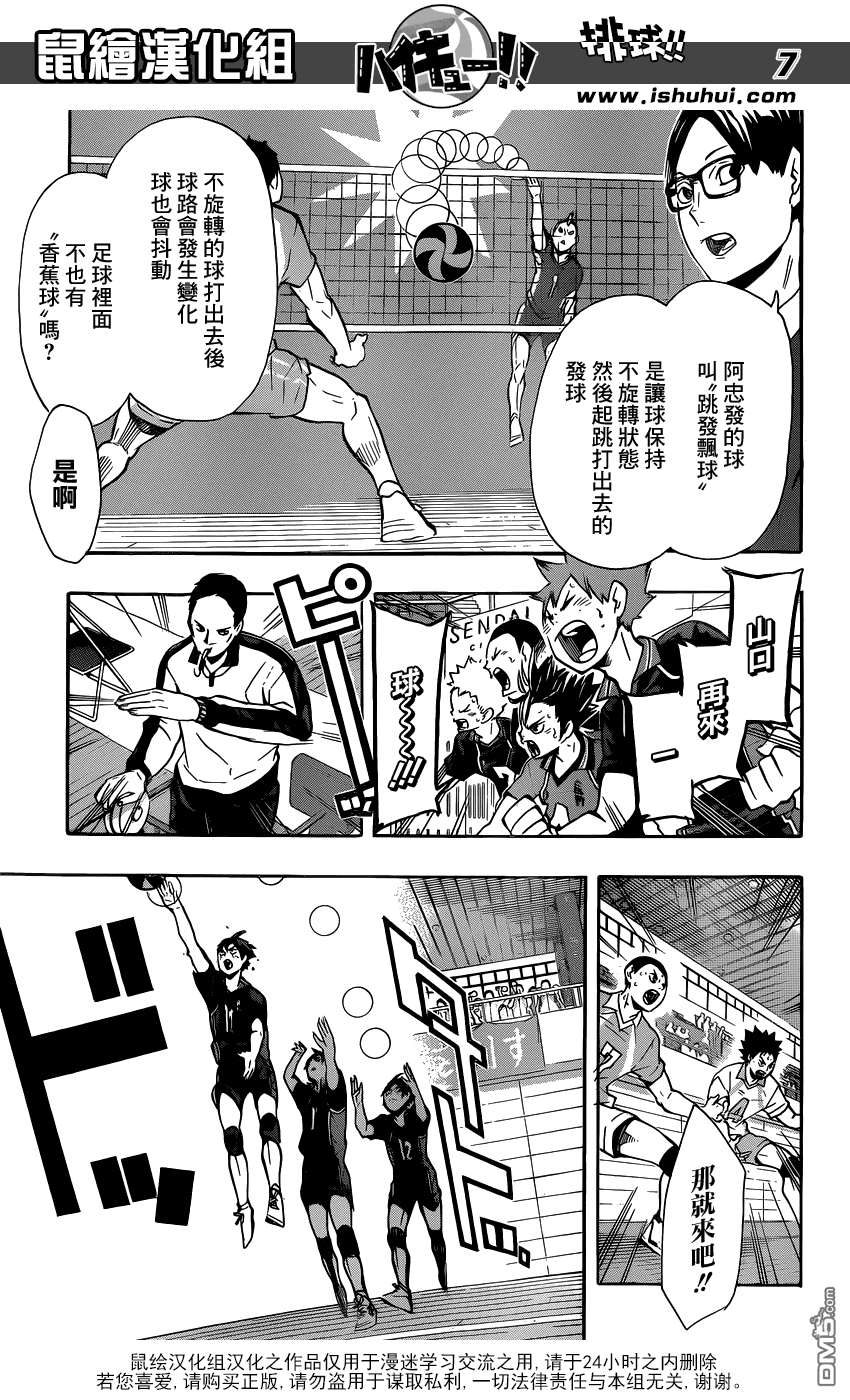 鼠繪漢化組
ハイキュー!!
排球!!
7
www.ishuhui.com
阿忠發的球
叫“跳發飄球”
是讓球保持
不旋轉狀態
然後起跳打出去的
發球
不旋轉的球打出去後
球路會發生變化
球也會抖動
足球裡面
不也有
“香蕉球”嗎?
是啊
山口
再來
一
球~~~!!!
SENDAI
ピーッ
那就來吧!!
タタッ
ドッ
12
鼠绘汉化组汉化之作品仅用于漫迷学习交流之用, 请于24小时之内删除
若您喜爱, 请购买正版, 请勿盗用于谋取私利, 一切法律责任与本组无关, 谢谢。
DM5.com